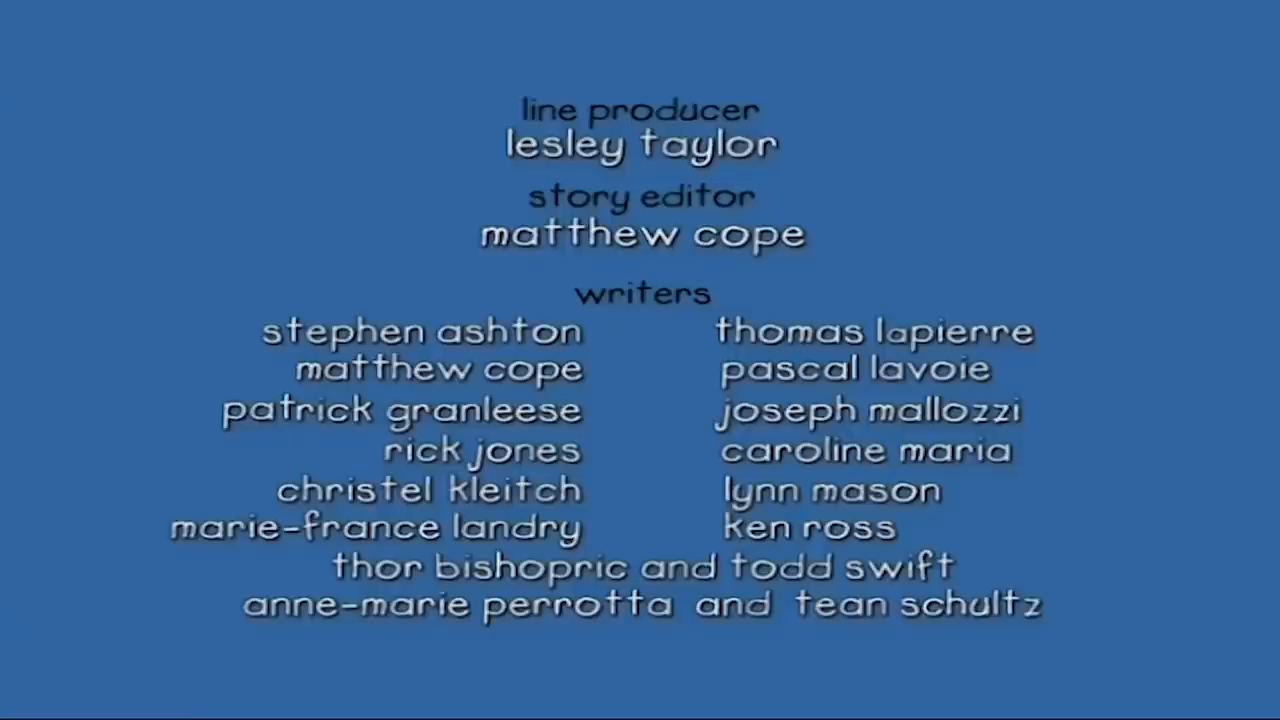 line producer
lesley taylor
story editor
matthew cope
writers
stephen ashton thomas lapierre
matthew cope pascal lavoie
patrick granleese joseph mallozzi
rick jones caroline maria
christel kleitch lynn mason
marie-france landry ken ross
thor bishopric and todd swift
anne-marie perrotta and tean schultz